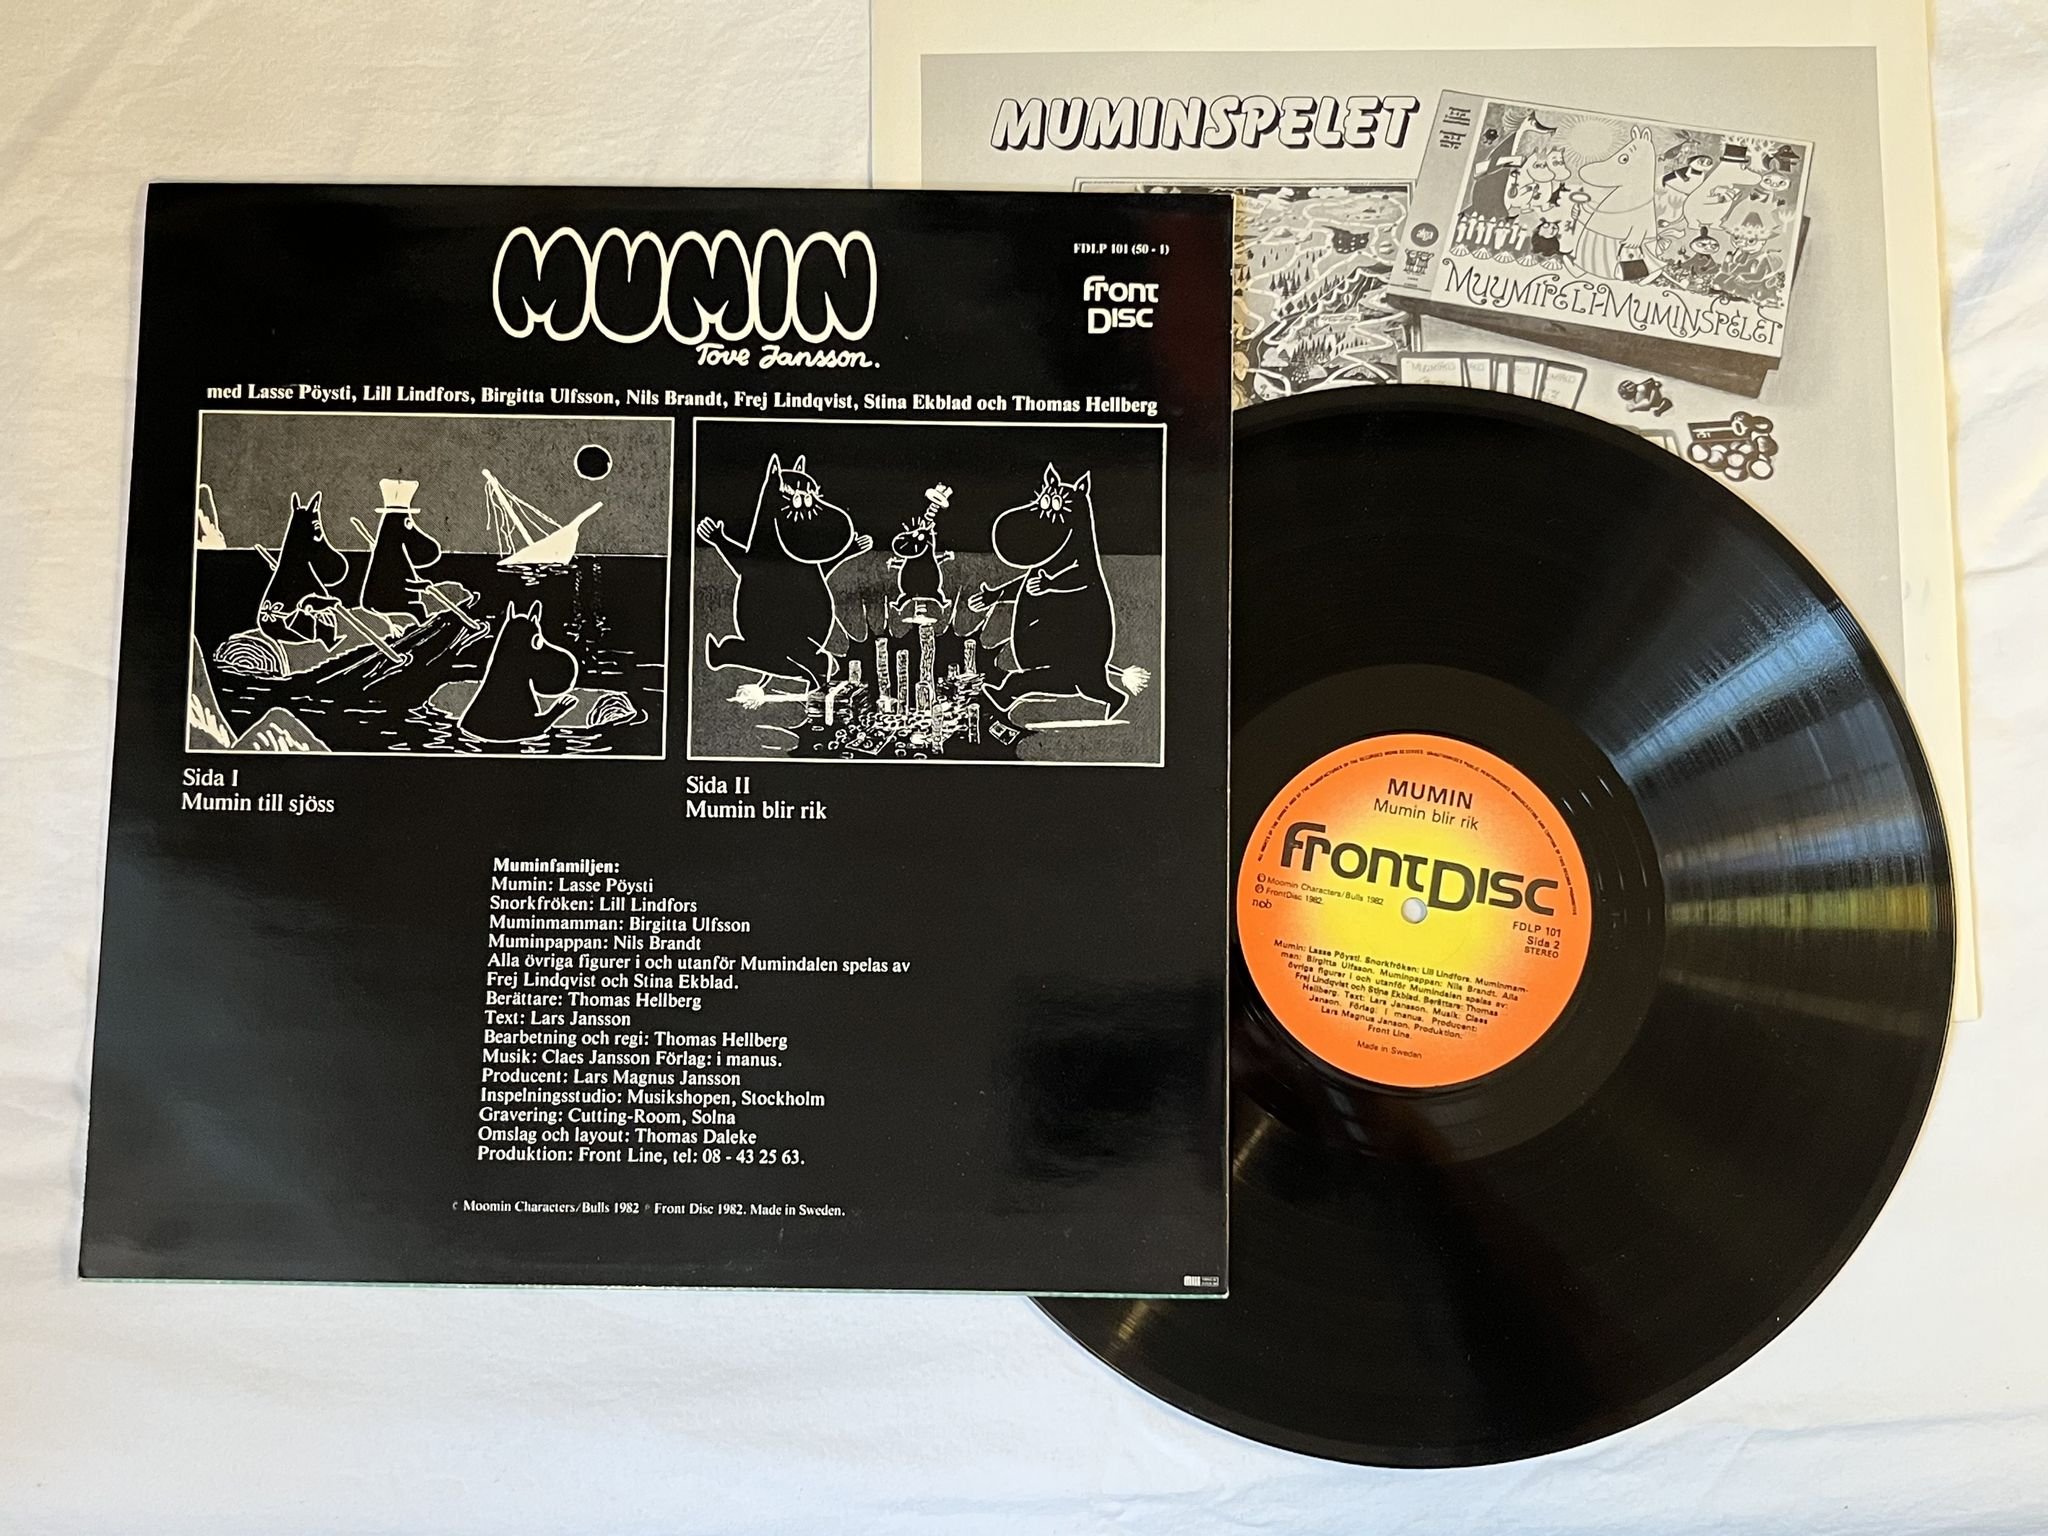 MUMINSPELET
MUUMIPELI-MUMINSPELET
MUMIN
Tove Jansson.
FDLP 101 (50 - 1)
Front
Disc
med Lasse Pöysti, Lill Lindfors, Birgitta Ulfsson, Nils Brandt, Frej Lindqvist, Stina Ekblad och Thomas Hellberg
Sida I
Mumin till sjöss
Sida II
Mumin blir rik
Muminfamiljen:
Mumin: Lasse Pöysti
Snorkfröken: Lill Lindfors
Muminmamman: Birgitta Ulfsson
Muminpappan: Nils Brandt
Alla övriga figurer i och utanför Mumindalen spelas av
Frej Lindqvist och Stina Ekblad.
Berättare: Thomas Hellberg
Text: Lars Jansson
Bearbetning och regi: Thomas Hellberg
Musik: Claes Jansson Förlag: i manus.
Producent: Lars Magnus Jansson
Inspelningsstudio: Musikshopen, Stockholm
Gravering: Cutting-Room, Solna
Omslag och layout: Thomas Daleke
Produktion: Front Line, tel: 08 - 43 25 63.
© Moomin Characters/Bulls 1982 ℗ Front Disc 1982. Made in Sweden.
MUMIN
Mumin blir rik
Front Disc
© Moomin Characters/Bulls 1982
℗ FrontDisc 1982.
ncb
FDLP 101
Sida 2
STEREO
Mumin: Lasse Pöysti. Snorkfröken: Lill Lindfors. Muminmam-
man: Birgitta Ulfsson. Muminpappan: Nils Brandt. Alla
övriga figurer i och utanför Mumindalen spelas av:
Frej Lindqvist och Stina Ekblad. Berättare: Thomas
Hellberg. Text: Lars Jansson. Musik: Claes
Janson. Förlag: i manus. Producent:
Lars Magnus Janson. Produktion:
Front Line.
Made in Sweden